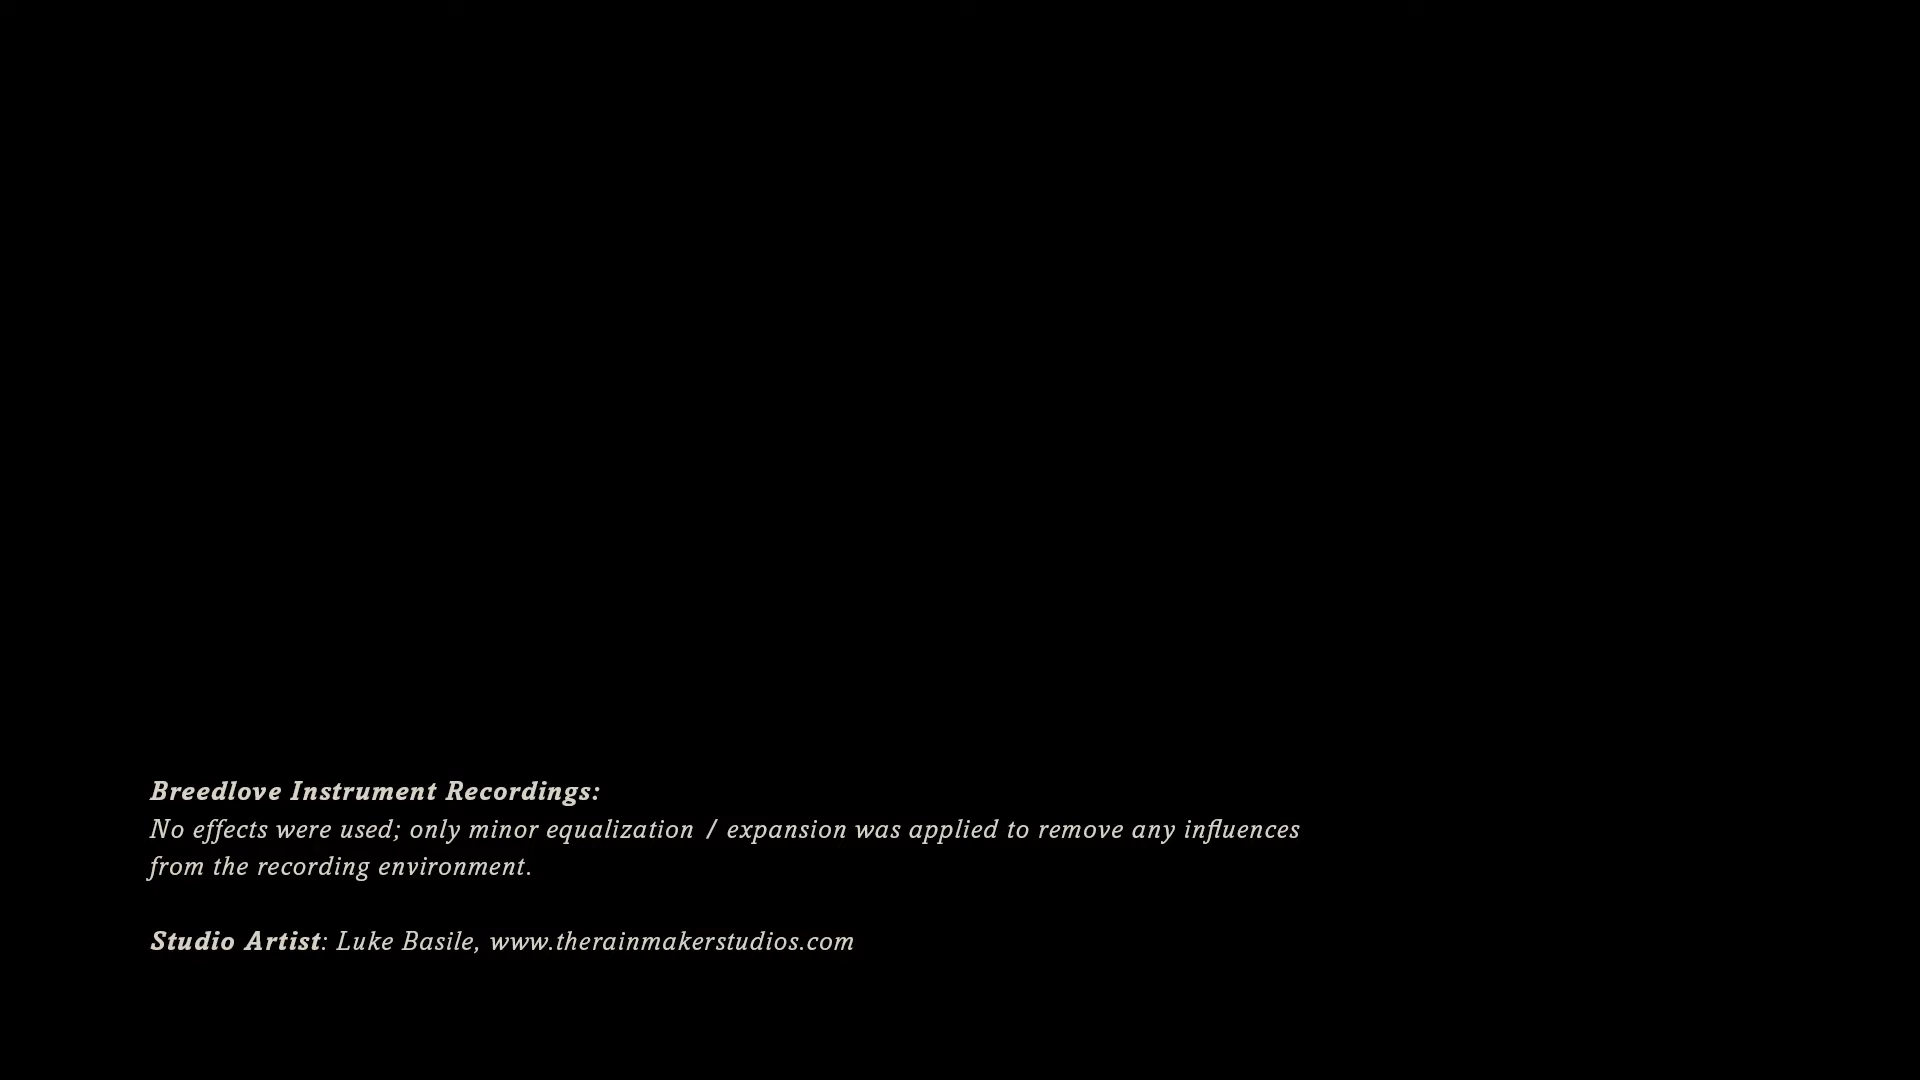 Breedlove Instrument Recordings:
No effects were used; only minor equalization / expansion was applied to remove any influences
from the recording environment.
Studio Artist: Luke Basile, www.therainmakerstudios.com